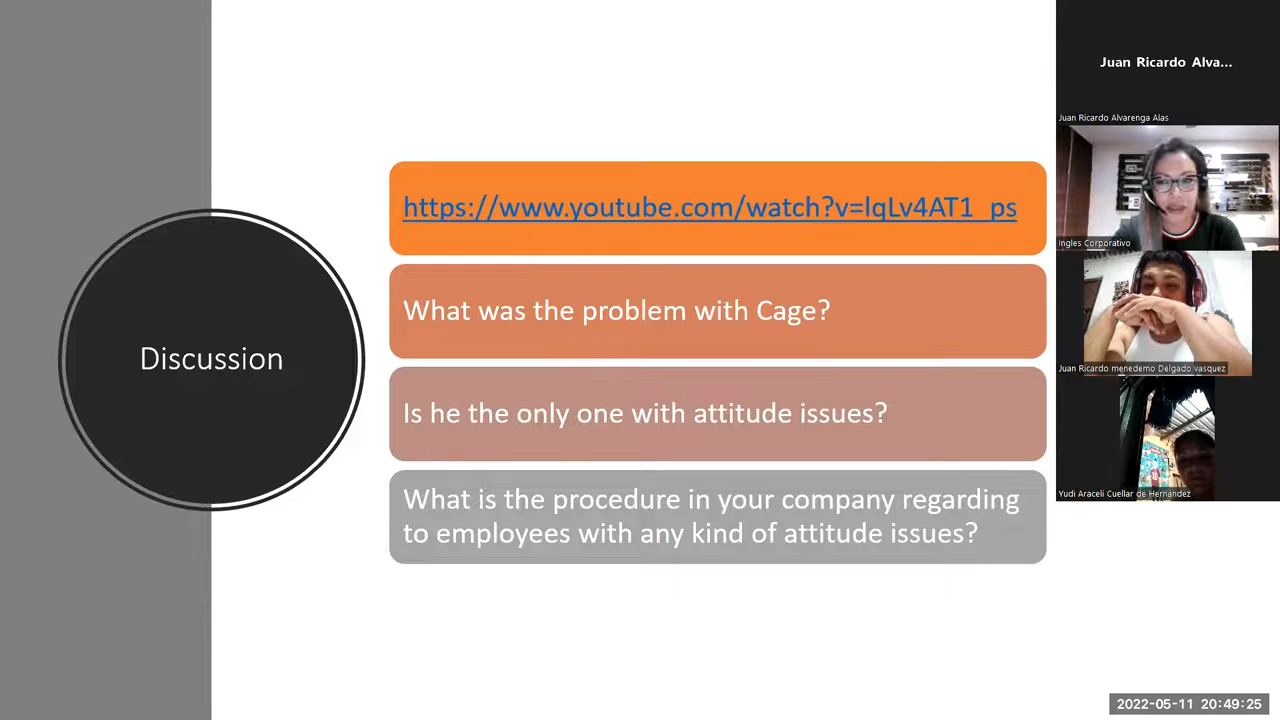 Juan Ricardo Alva...
Juan Ricardo Alvarenga Alas
https://www.youtube.com/watch?v=lqLv4AT1_ps
Ingles Corporativo
What was the problem with Cage?
Discussion
Juan Ricardo menedemo Delgado vasquez
Is he the only one with attitude issues?
What is the procedure in your company regarding
to employees with any kind of attitude issues?
Yudi Araceli Cuellar de Hernandez
2022-05-11 20:49:25